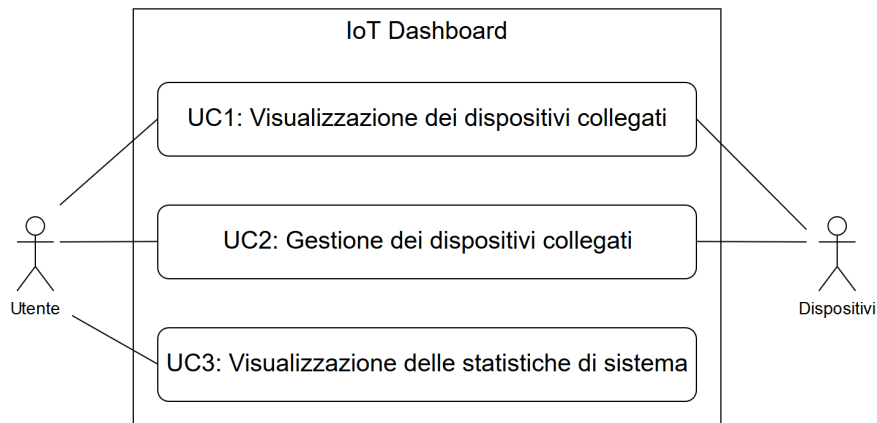 IoT Dashboard
UC1: Visualizzazione dei dispositivi collegati
UC2: Gestione dei dispositivi collegati
Utente
Dispositivi
UC3: Visualizzazione delle statistiche di sistema